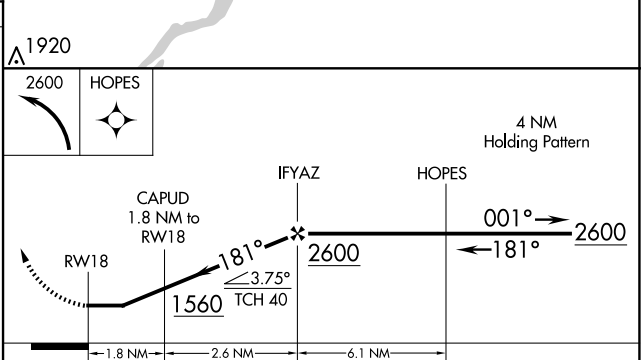 1920
2600 HOPES
4 NM
Holding Pattern
IFYAZ
HOPES
CAPUD
1.8 NM to
RW18
RW18
001°
181°
2600
181°
2600
3.75°
TCH 40
1560
1.8 NM
2.6 NM
6.1 NM